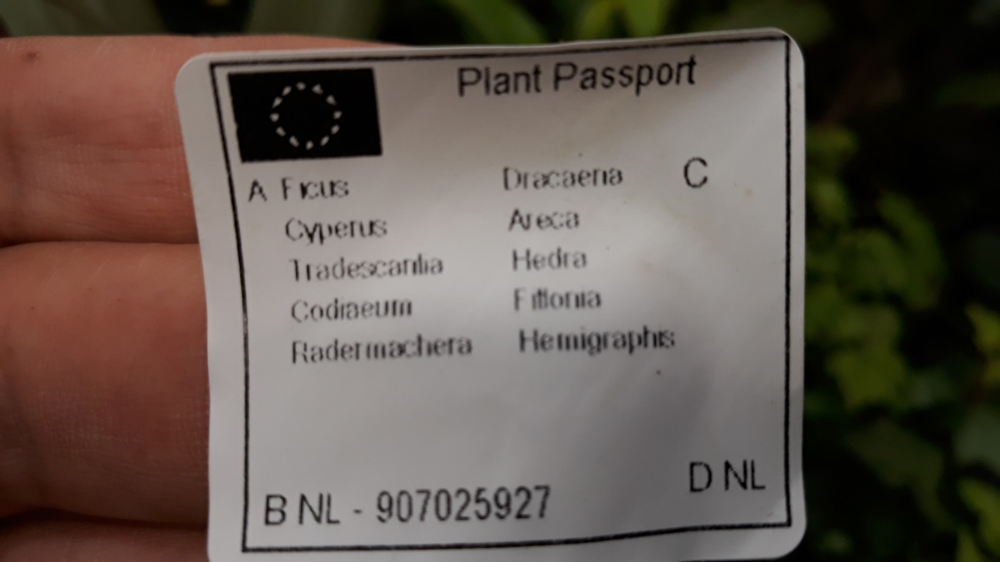 Plant Passport
A Ficus Dracaena C
Cyperus Areca
Tradescantia Hedra
Codiaeum Fittonia
Radermachera Hemigraphis
B NL - 907025927 D NL